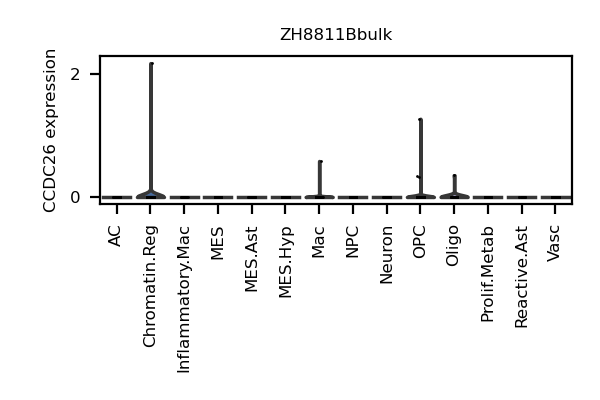 ZH8811Bbulk
CCDC26 expression
2
0
AC
Chromatin.Reg
Inflammatory.Mac
MES
MES.Ast
MES.Hyp
Mac
NPC
Neuron
OPC
Oligo
Prolif.Metab
Reactive.Ast
Vasc